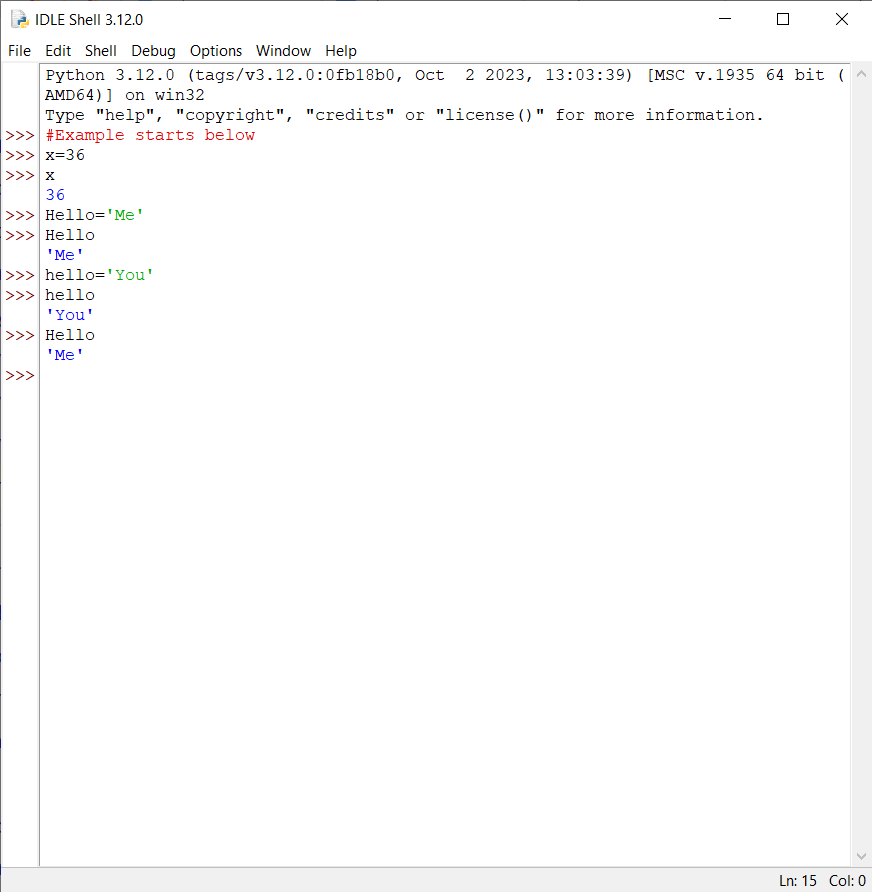 IDLE Shell 3.12.0
File Edit Shell Debug Options Window Help
Python 3.12.0 (tags/v3.12.0:0fb18b0, Oct  2 2023, 13:03:39) [MSC v.1935 64 bit (
AMD64)] on win32
Type "help", "copyright", "credits" or "license()" for more information.
>>> #Example starts below
>>> x=36
>>> x
36
>>> Hello='Me'
>>> Hello
'Me'
>>> hello='You'
>>> hello
'You'
>>> Hello
'Me'
>>>
Ln: 15 Col: 0